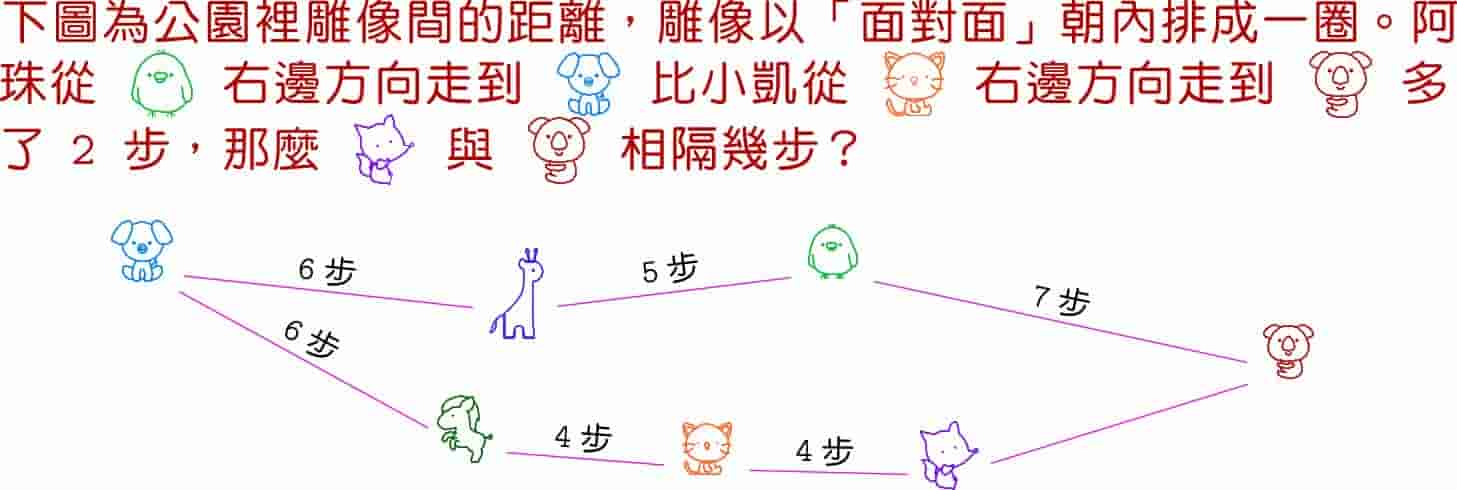 下圖為公園裡雕像間的距離，雕像以「面對面」朝內排成一圈。阿
珠從 右邊方向走到 比小凱從 右邊方向走到 多
了 2 步，那麼 與 相隔幾步？
6 步
5 步
7 步
6 步
4 步
4 步